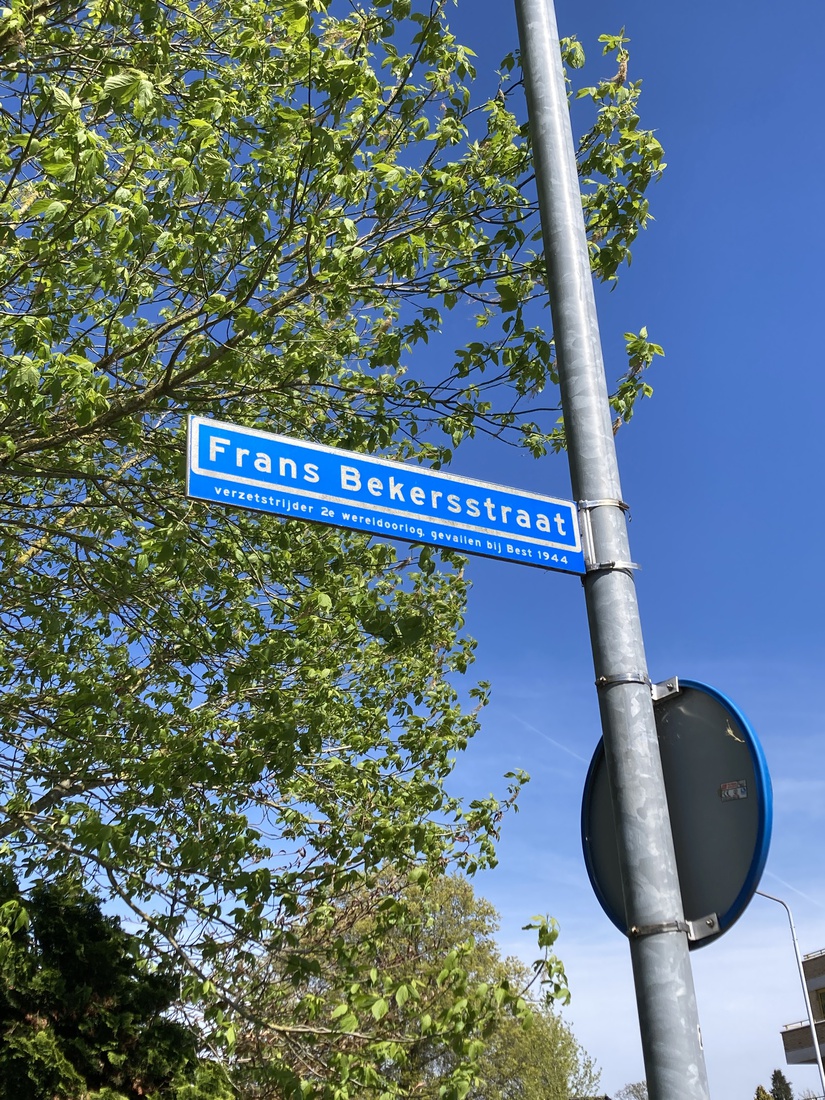 Frans Bekersstraat
verzetstrijder 2e wereldoorlog, gevallen bij Best 1944